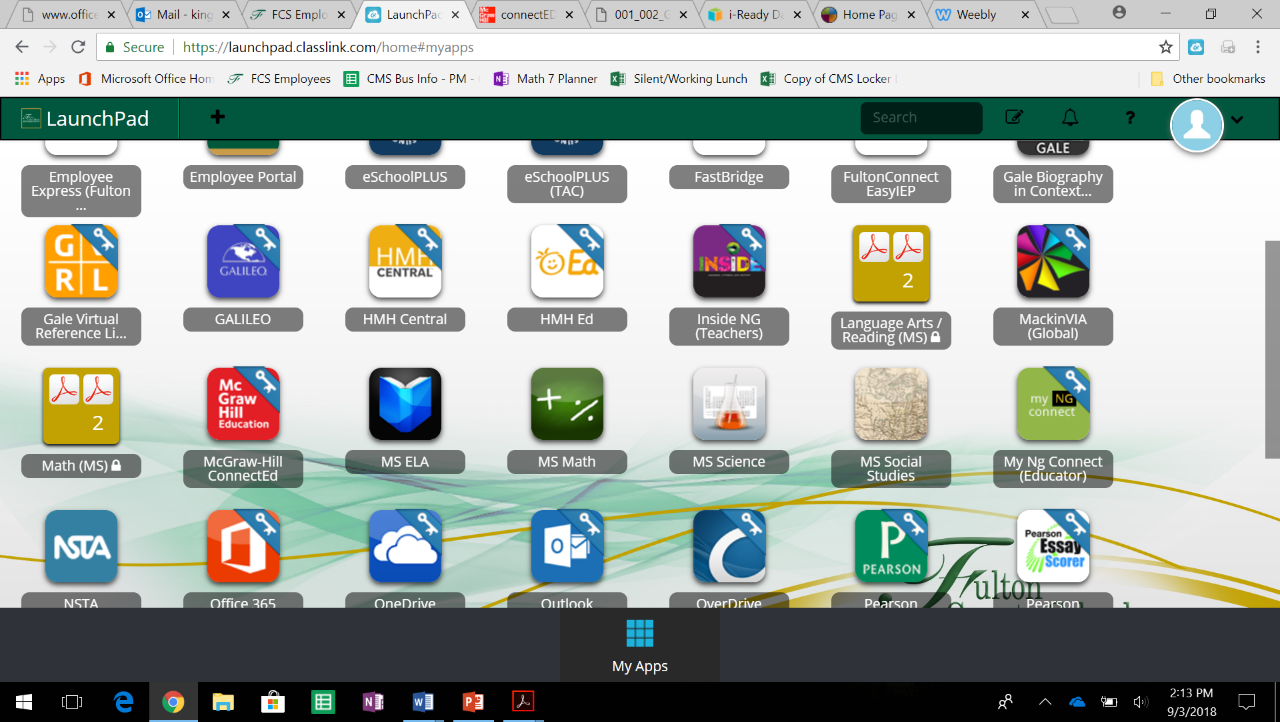 www.office
Mail - king
FCS Emplo
LaunchPad
connectED
001_002_G
i-Ready Da
Home Pag
Weebly
Secure
https://launchpad.classlink.com/home#myapps
Apps
Microsoft Office Hom
FCS Employees
CMS Bus Info - PM -
Math 7 Planner
Silent/Working Lunch
Copy of CMS Locker
Other bookmarks
LaunchPad
Search
?
GALE
Employee
Express (Fulton
...
Employee Portal
eSchoolPLUS
eSchoolPLUS
(TAC)
FastBridge
FultonConnect
EasyIEP
Gale Biography
in Context...
G V
R L
GALILEO
HMH
CENTRAL
Ed
INSIDE
2
Gale Virtual
Reference Li...
GALILEO
HMH Central
HMH Ed
Inside NG
(Teachers)
Language Arts /
Reading (MS)
MackinVIA
(Global)
2
Mc
Graw
Hill
Education
my NG
connect
Math (MS)
McGraw-Hill
ConnectEd
MS ELA
MS Math
MS Science
MS Social
Studies
My Ng Connect
(Educator)
NSTA
P
PEARSON
Pearson
Essay
Scorer
Fulton
NSTA
Office 365
OneDrive
Outlook
OverDrive
Pearson
Pearson
My Apps
2:13 PM
9/3/2018